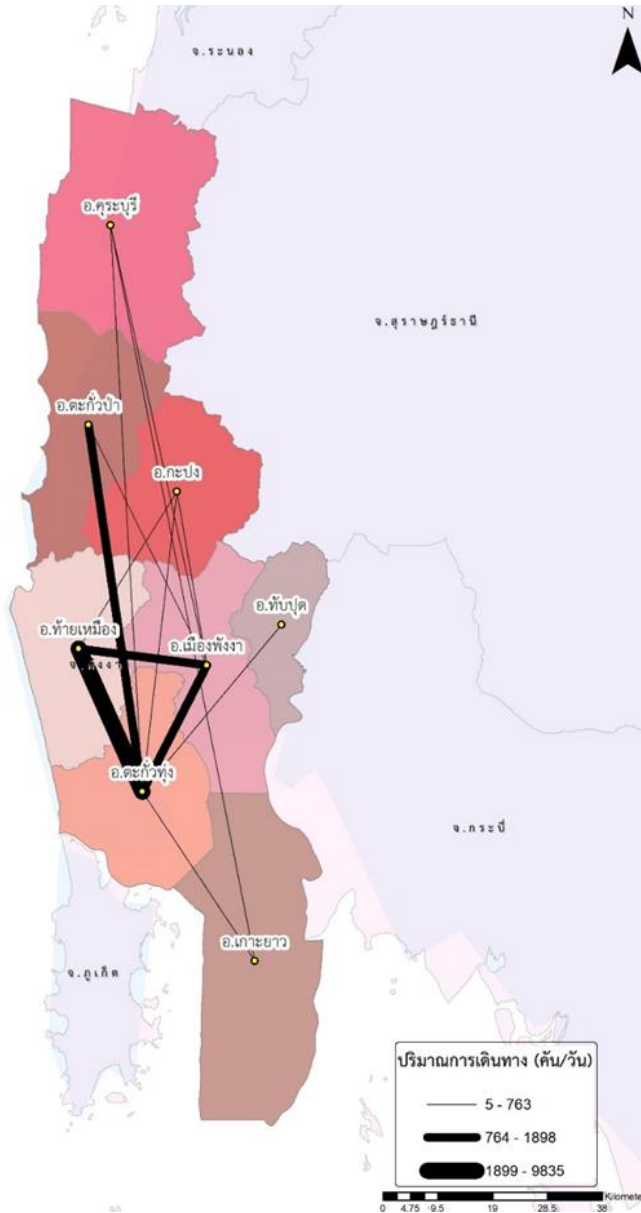 N
จ.ระนอง
อ.คุระบุรี
จ.สุราษฎร์ธานี
อ.ตะกั่วป่า
อ.กะปง
อ.ทับปุด
อ.ท้ายเหมือง
อ.เมืองพังงา
อ.ตะกั่วทุ่ง
จ.กระบี่
อ.เกาะยาว
จ.ภูเก็ต
ปริมาณการเดินทาง (คัน/วัน)
5 - 763
764 - 1898
1899 - 9835
0 4.75 9.5 19 28.5 38